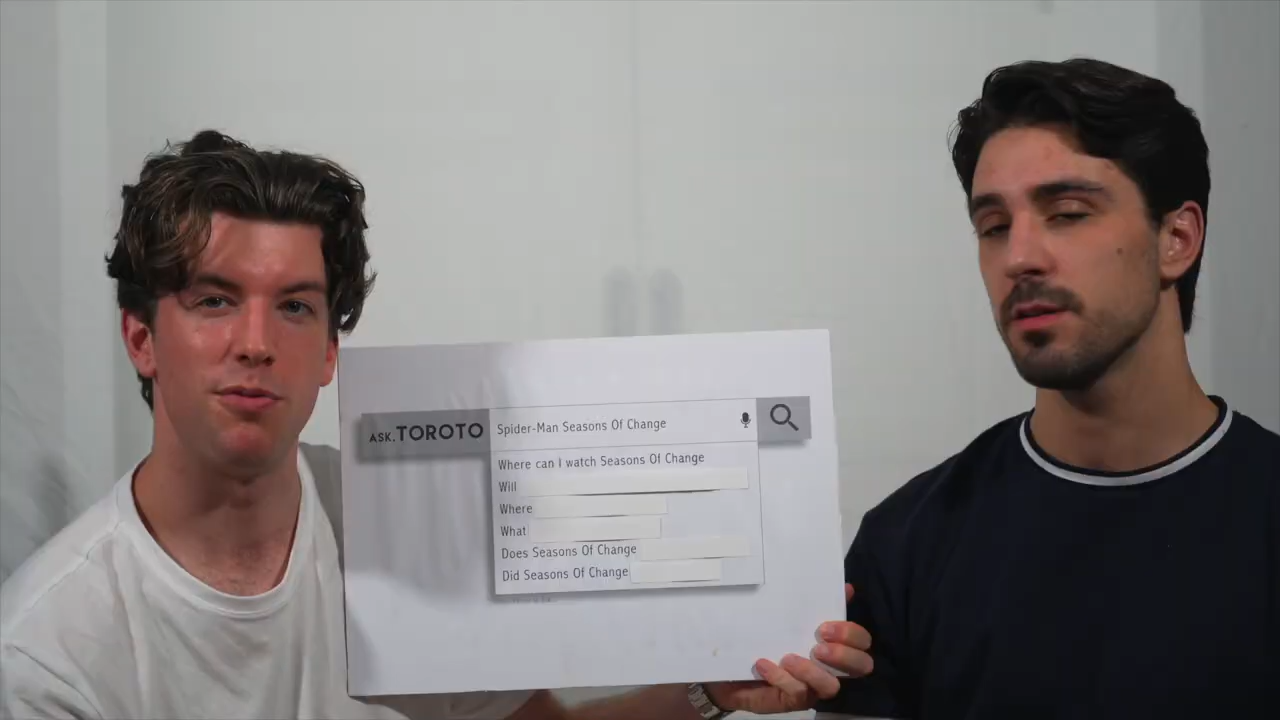 ASK.TOROTO Spider-Man Seasons Of Change
Where can I watch Seasons Of Change
Will
Where
What
Does Seasons Of Change
Did Seasons Of Change